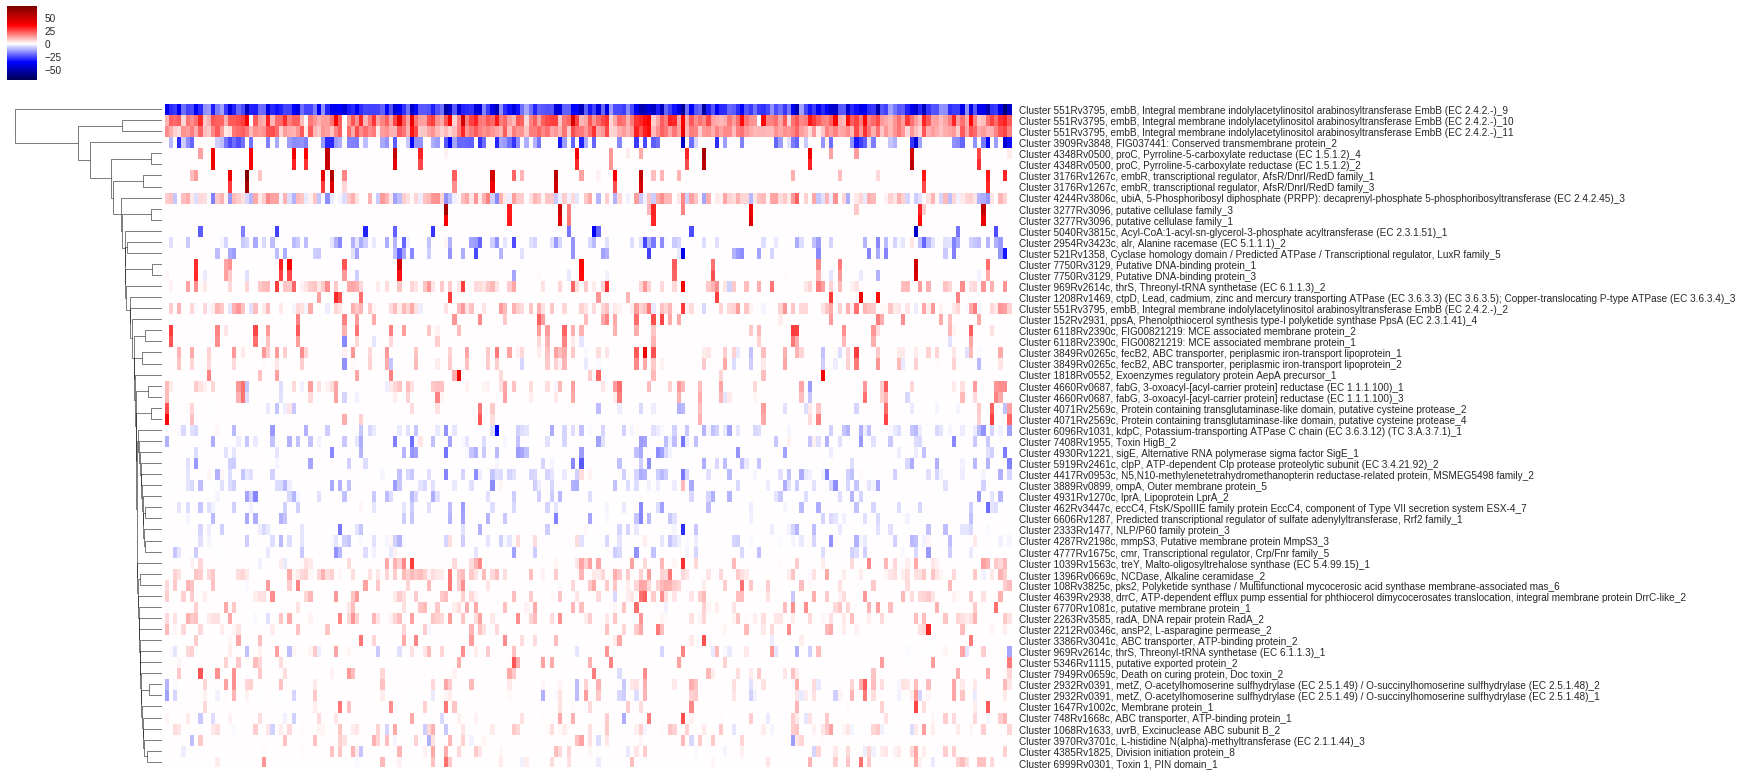 50
25
0
−25
−50
Cluster 551Rv3795, embB, Integral membrane indolylacetylinositol arabinosyltransferase EmbB (EC 2.4.2.-)_9
Cluster 551Rv3795, embB, Integral membrane indolylacetylinositol arabinosyltransferase EmbB (EC 2.4.2.-)_10
Cluster 551Rv3795, embB, Integral membrane indolylacetylinositol arabinosyltransferase EmbB (EC 2.4.2.-)_11
Cluster 3909Rv3848, FIG037441: Conserved transmembrane protein_2
Cluster 4348Rv0500, proC, Pyrroline-5-carboxylate reductase (EC 1.5.1.2)_4
Cluster 4348Rv0500, proC, Pyrroline-5-carboxylate reductase (EC 1.5.1.2)_2
Cluster 3176Rv1267c, embR, transcriptional regulator, AfsR/DnrI/RedD family_1
Cluster 3176Rv1267c, embR, transcriptional regulator, AfsR/DnrI/RedD family_3
Cluster 4244Rv3806c, ubiA, 5-Phosphoribosyl diphosphate (PRPP): decaprenyl-phosphate 5-phosphoribosyltransferase (EC 2.4.2.45)_3
Cluster 3277Rv3096, putative cellulase family_3
Cluster 3277Rv3096, putative cellulase family_1
Cluster 5040Rv3815c, Acyl-CoA:1-acyl-sn-glycerol-3-phosphate acyltransferase (EC 2.3.1.51)_1
Cluster 2954Rv3423c, alr, Alanine racemase (EC 5.1.1.1)_2
Cluster 521Rv1358, Cyclase homology domain / Predicted ATPase / Transcriptional regulator, LuxR family_5
Cluster 7750Rv3129, Putative DNA-binding protein_1
Cluster 7750Rv3129, Putative DNA-binding protein_3
Cluster 969Rv2614c, thrS, Threonyl-tRNA synthetase (EC 6.1.1.3)_2
Cluster 1208Rv1469, ctpD, Lead, cadmium, zinc and mercury transporting ATPase (EC 3.6.3.3) (EC 3.6.3.5); Copper-translocating P-type ATPase (EC 3.6.3.4)_3
Cluster 551Rv3795, embB, Integral membrane indolylacetylinositol arabinosyltransferase EmbB (EC 2.4.2.-)_2
Cluster 152Rv2931, ppsA, Phenolpthiocerol synthesis type-I polyketide synthase PpsA (EC 2.3.1.41)_4
Cluster 6118Rv2390c, FIG00821219: MCE associated membrane protein_2
Cluster 6118Rv2390c, FIG00821219: MCE associated membrane protein_1
Cluster 3849Rv0265c, fecB2, ABC transporter, periplasmic iron-transport lipoprotein_1
Cluster 3849Rv0265c, fecB2, ABC transporter, periplasmic iron-transport lipoprotein_2
Cluster 1818Rv0552, Exoenzymes regulatory protein AepA precursor_1
Cluster 4660Rv0687, fabG, 3-oxoacyl-[acyl-carrier protein] reductase (EC 1.1.1.100)_1
Cluster 4660Rv0687, fabG, 3-oxoacyl-[acyl-carrier protein] reductase (EC 1.1.1.100)_3
Cluster 4071Rv2569c, Protein containing transglutaminase-like domain, putative cysteine protease_2
Cluster 4071Rv2569c, Protein containing transglutaminase-like domain, putative cysteine protease_4
Cluster 6096Rv1031, kdpC, Potassium-transporting ATPase C chain (EC 3.6.3.12) (TC 3.A.3.7.1)_1
Cluster 7408Rv1955, Toxin HigB_2
Cluster 4930Rv1221, sigE, Alternative RNA polymerase sigma factor SigE_1
Cluster 5919Rv2461c, clpP, ATP-dependent Clp protease proteolytic subunit (EC 3.4.21.92)_2
Cluster 4417Rv0953c, N5,N10-methylenetetrahydromethanopterin reductase-related protein, MSMEG5498 family_2
Cluster 3889Rv0899, ompA, Outer membrane protein_5
Cluster 4931Rv1270c, lprA, Lipoprotein LprA_2
Cluster 462Rv3447c, eccC4, FtsK/SpoIIIE family protein EccC4, component of Type VII secretion system ESX-4_7
Cluster 6606Rv1287, Predicted transcriptional regulator of sulfate adenylyltransferase, Rrf2 family_1
Cluster 2333Rv1477, NLP/P60 family protein_3
Cluster 4287Rv2198c, mmpS3, Putative membrane protein MmpS3_3
Cluster 4777Rv1675c, cmr, Transcriptional regulator, Crp/Fnr family_5
Cluster 1039Rv1563c, treY, Malto-oligosyltrehalose synthase (EC 5.4.99.15)_1
Cluster 1396Rv0669c, NCDase, Alkaline ceramidase_2
Cluster 108Rv3825c, pks2, Polyketide synthase / Multifunctional mycocerosic acid synthase membrane-associated mas_6
Cluster 4639Rv2938, drrC, ATP-dependent efflux pump essential for phthiocerol dimycocerosates translocation, integral membrane protein DrrC-like_2
Cluster 6770Rv1081c, putative membrane protein_1
Cluster 2263Rv3585, radA, DNA repair protein RadA_2
Cluster 2212Rv0346c, ansP2, L-asparagine permease_2
Cluster 3386Rv3041c, ABC transporter, ATP-binding protein_2
Cluster 969Rv2614c, thrS, Threonyl-tRNA synthetase (EC 6.1.1.3)_1
Cluster 5346Rv1115, putative exported protein_2
Cluster 7949Rv0659c, Death on curing protein, Doc toxin_2
Cluster 2932Rv0391, metZ, O-acetylhomoserine sulfhydrylase (EC 2.5.1.49) / O-succinylhomoserine sulfhydrylase (EC 2.5.1.48)_2
Cluster 2932Rv0391, metZ, O-acetylhomoserine sulfhydrylase (EC 2.5.1.49) / O-succinylhomoserine sulfhydrylase (EC 2.5.1.48)_1
Cluster 1647Rv1002c, Membrane protein_1
Cluster 748Rv1668c, ABC transporter, ATP-binding protein_1
Cluster 1068Rv1633, uvrB, Excinuclease ABC subunit B_2
Cluster 3970Rv3701c, L-histidine N(alpha)-methyltransferase (EC 2.1.1.44)_3
Cluster 4385Rv1825, Division initiation protein_8
Cluster 6999Rv0301, Toxin 1, PIN domain_1